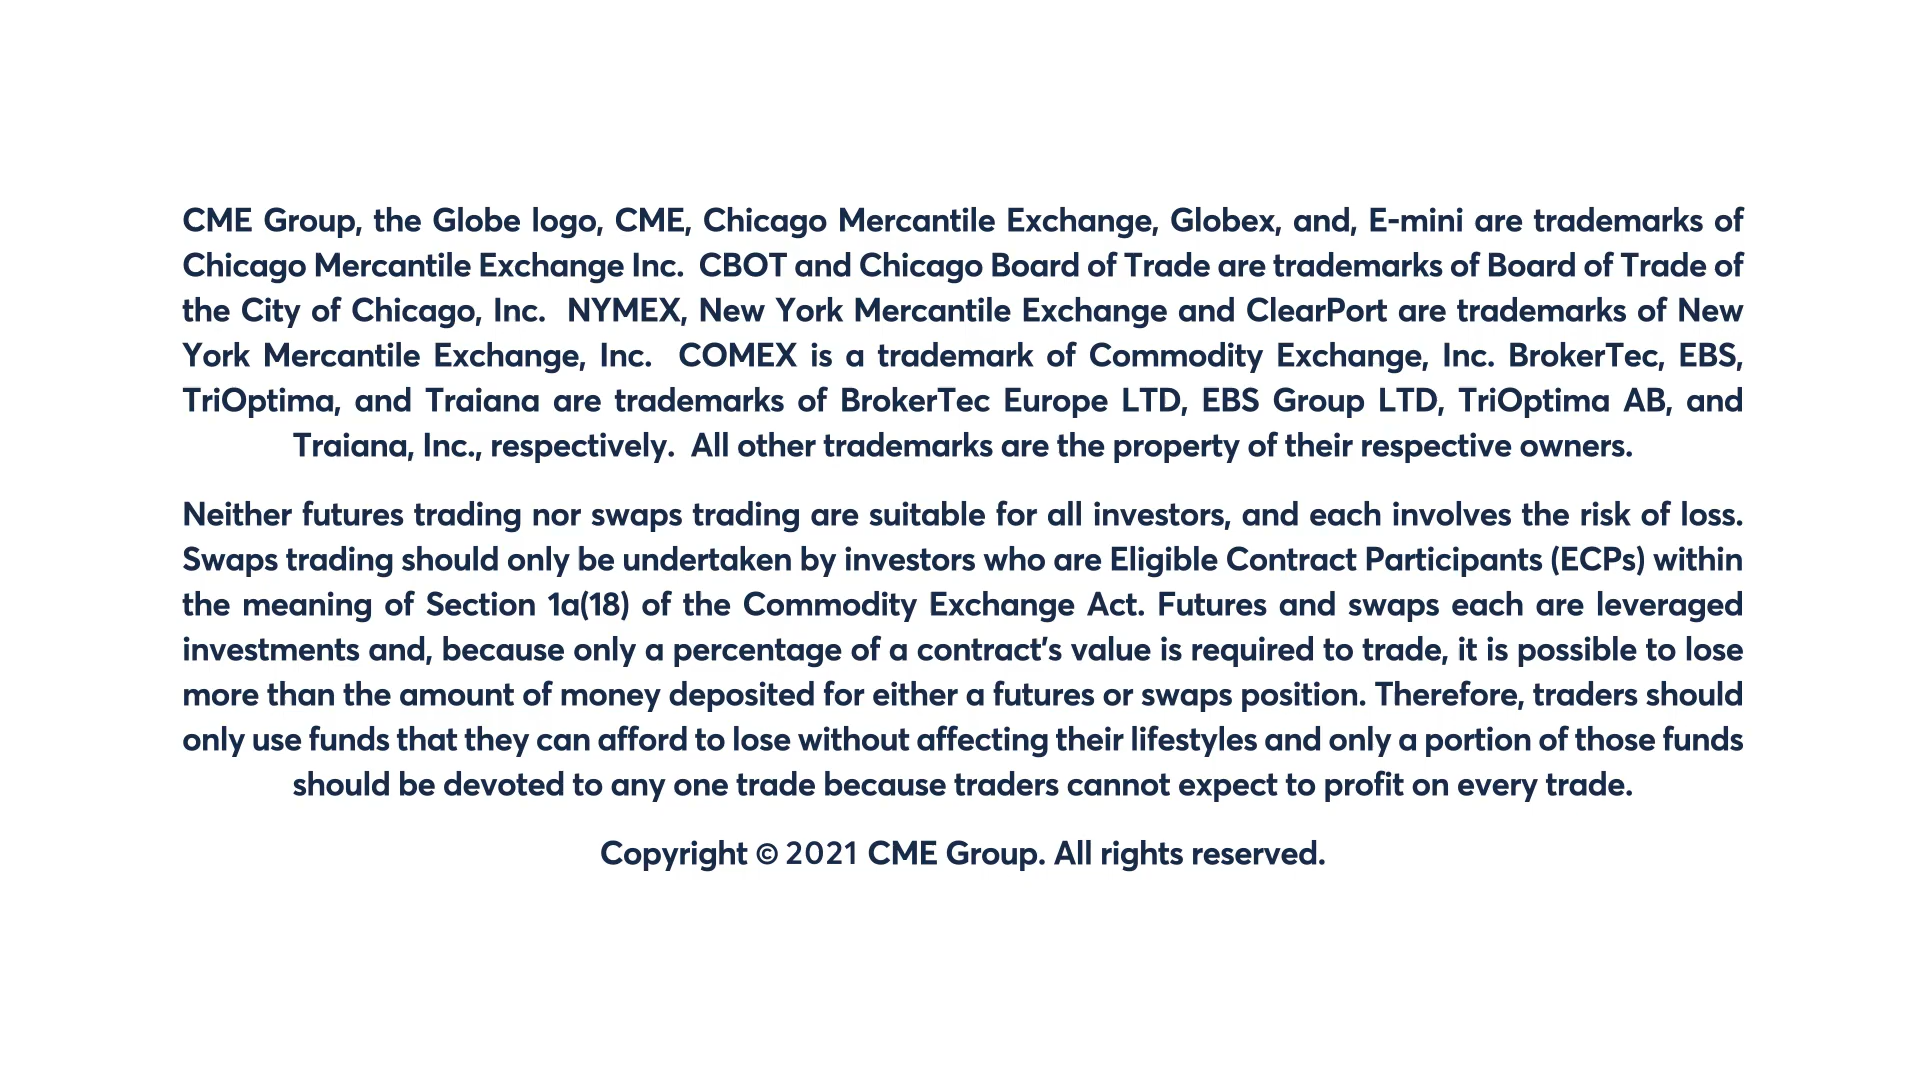 CME Group, the Globe logo, CME, Chicago Mercantile Exchange, Globex, and, E-mini are trademarks of
Chicago Mercantile Exchange Inc.  CBOT and Chicago Board of Trade are trademarks of Board of Trade of
the City of Chicago, Inc.  NYMEX, New York Mercantile Exchange and ClearPort are trademarks of New
York Mercantile Exchange, Inc.  COMEX is a trademark of Commodity Exchange, Inc. BrokerTec, EBS,
TriOptima, and Traiana are trademarks of BrokerTec Europe LTD, EBS Group LTD, TriOptima AB, and
Traiana, Inc., respectively.  All other trademarks are the property of their respective owners.
Neither futures trading nor swaps trading are suitable for all investors, and each involves the risk of loss.
Swaps trading should only be undertaken by investors who are Eligible Contract Participants (ECPs) within
the meaning of Section 1a(18) of the Commodity Exchange Act. Futures and swaps each are leveraged
investments and, because only a percentage of a contract's value is required to trade, it is possible to lose
more than the amount of money deposited for either a futures or swaps position. Therefore, traders should
only use funds that they can afford to lose without affecting their lifestyles and only a portion of those funds
should be devoted to any one trade because traders cannot expect to profit on every trade.
Copyright © 2021 CME Group. All rights reserved.